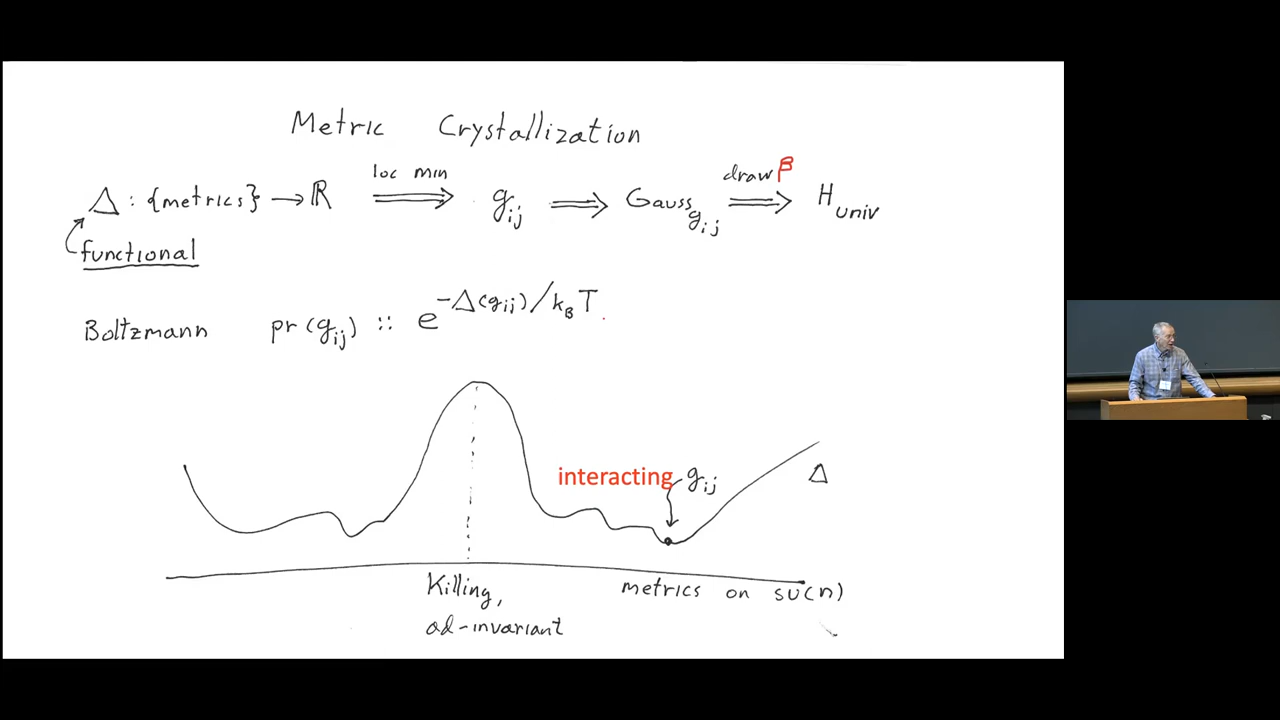 Metric Crystallization
Δ : {metrics} → ℝ ⟹ loc min g_ij ⟹ Gauss_g_ij ⟹ draw β H_univ
functional
Boltzmann pr(g_ij) :: e^-Δ(g_ij)/k_B T
interacting g_ij
Δ
Killing, metrics on su(n)
ad-invariant